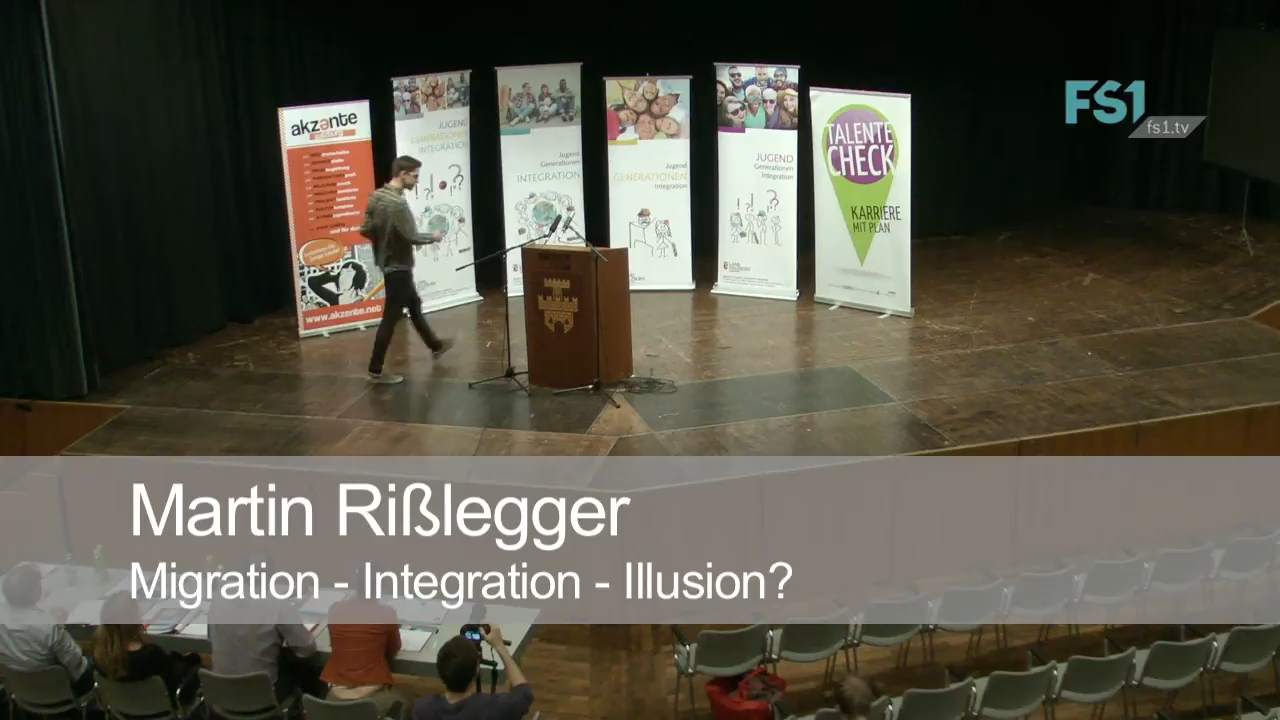 FS1
fs1.tv
akzente
www.akzente.net
JUGEND
GENERATIONEN
INTEGRATION
Jugend
Generationen
INTEGRATION
Jugend
GENERATIONEN
Integration
JUGEND
Generationen
Integration
TALENTE
CHECK
KARRIERE
MIT PLAN
Martin Rißlegger
Migration - Integration - Illusion?